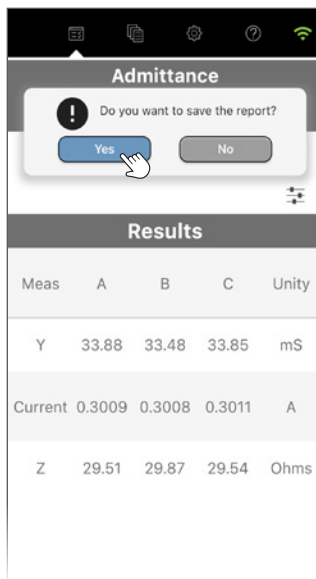 Admittance
! Do you want to save the report?
Yes No
Results
Meas A B C Unity
Y 33.88 33.48 33.85 mS
Current 0.3009 0.3008 0.3011 A
Z 29.51 29.87 29.54 Ohms